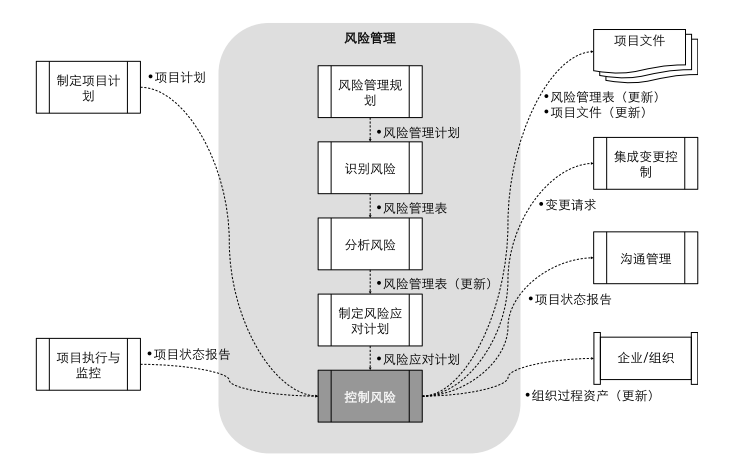 风险管理
制定项目计
划
•项目计划
风险管理规
划
•风险管理计划
识别风险
•风险管理表
分析风险
•风险管理表（更新）
制定风险应
对计划
•风险应对计划
控制风险
项目执行与
监控
•项目状态报告
项目文件
•风险管理表（更新）
•项目文件（更新）
集成变更控
制
•变更请求
沟通管理
•项目状态报告
企业/组织
•组织过程资产（更新）